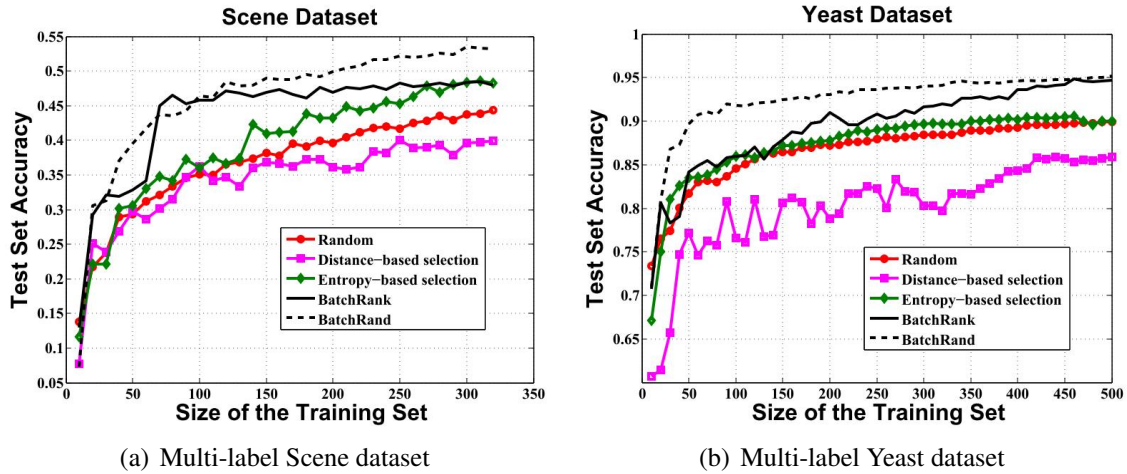 Scene Dataset
Test Set Accuracy
0.55
0.5
0.45
0.4
0.35
0.3
0.25
0.2
0.15
0.1
0.05
0 50 100 150 200 250 300 350
Size of the Training Set
Random
Distance-based selection
Entropy-based selection
BatchRank
BatchRand
(a) Multi-label Scene dataset
Yeast Dataset
Test Set Accuracy
1
0.95
0.9
0.85
0.8
0.75
0.7
0.65
0 50 100 150 200 250 300 350 400 450 500
Size of the Training Set
Random
Distance-based selection
Entropy-based selection
BatchRank
BatchRand
(b) Multi-label Yeast dataset